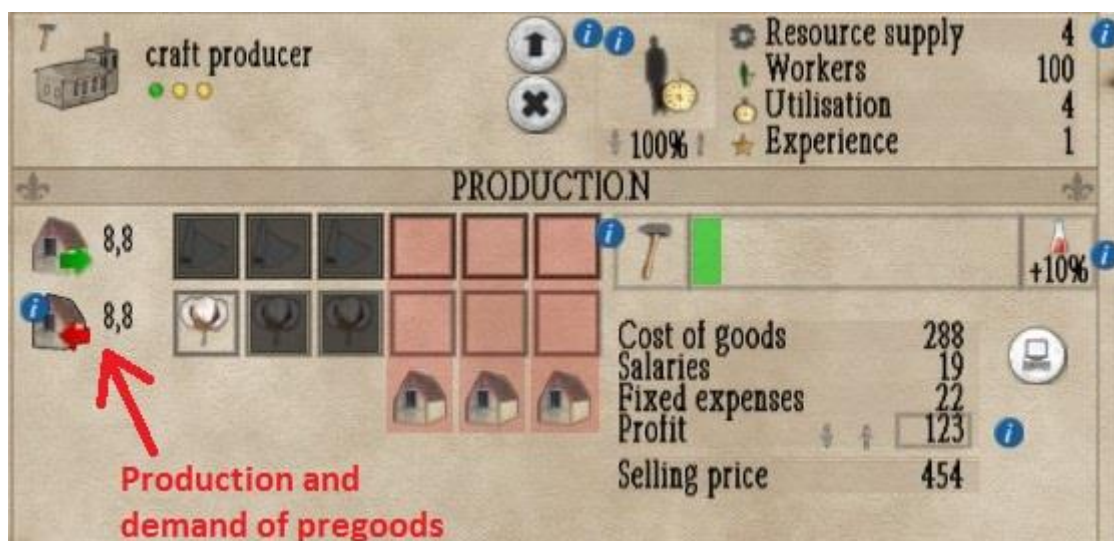 craft producer
100%
Resource supply 4
Workers 100
Utilisation 4
Experience 1
PRODUCTION
8,8
8,8
+10%
Cost of goods 288
Salaries 19
Fixed expenses 22
Profit 123
Selling price 454
Production and
demand of pregoods